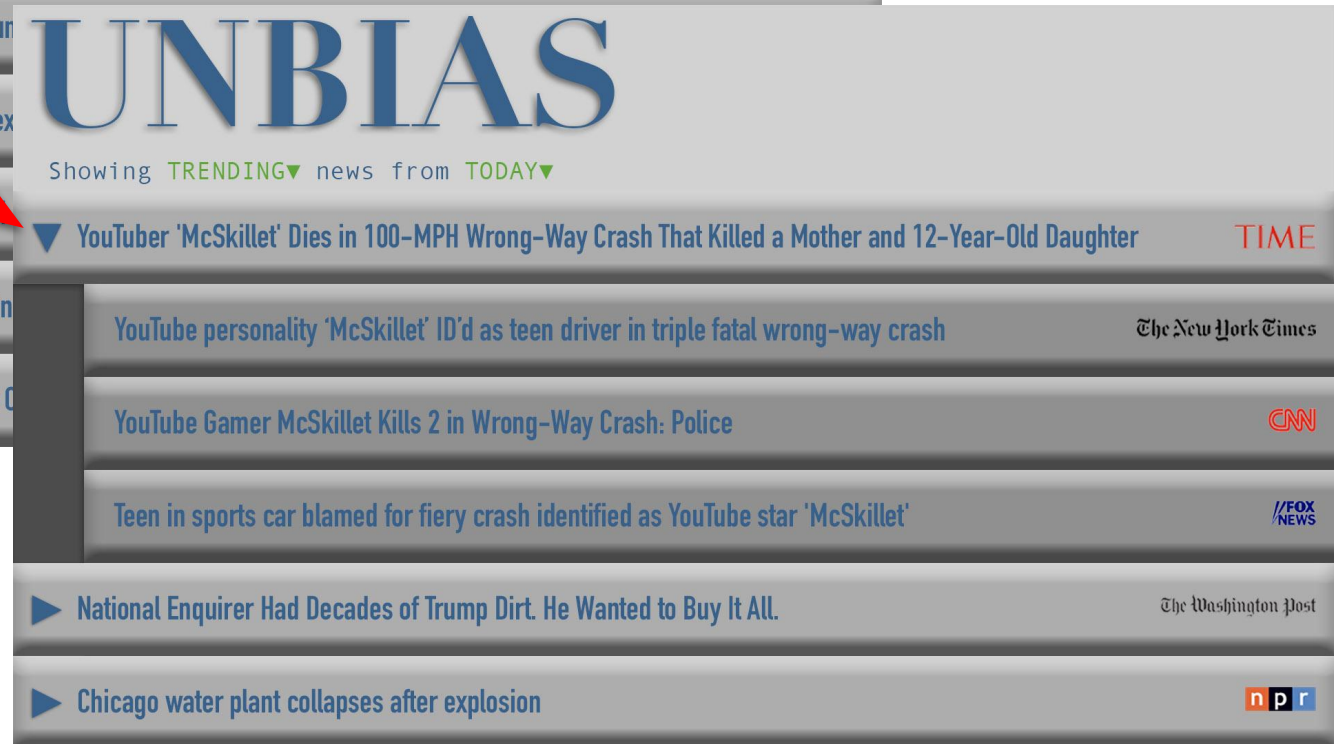 UNBIAS
Showing TRENDING▼ news from TODAY▼
YouTuber 'McSkillet' Dies in 100-MPH Wrong-Way Crash That Killed a Mother and 12-Year-Old Daughter TIME
YouTube personality ‘McSkillet’ ID’d as teen driver in triple fatal wrong-way crash The New York Times
YouTube Gamer McSkillet Kills 2 in Wrong-Way Crash: Police CNN
Teen in sports car blamed for fiery crash identified as YouTube star 'McSkillet' FOX NEWS
National Enquirer Had Decades of Trump Dirt. He Wanted to Buy It All. The Washington Post
Chicago water plant collapses after explosion npr